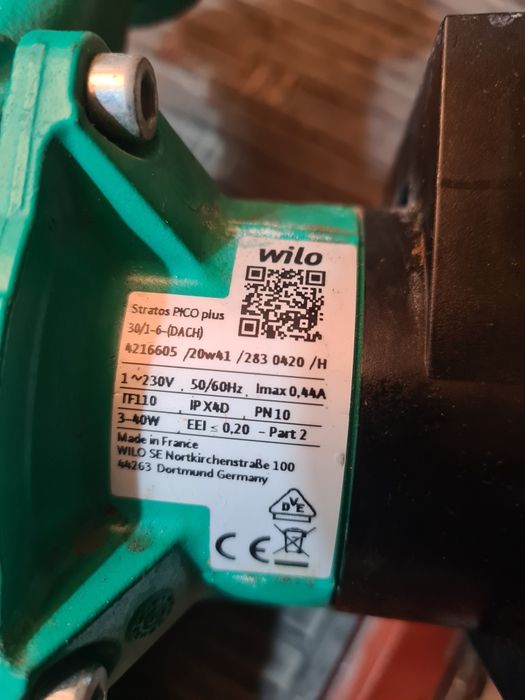 wilo
Stratos PICO plus
30/1-6-(DACH)
4216605 /20w41 /283 0420 /H
1~230V 50/60Hz Imax 0,44A
TF110 IP X4D PN 10
3-40W EEI ≤ 0,20 - Part 2
Made in France
WILO SE Nortkirchenstraße 100
44263 Dortmund Germany
DVE
CE